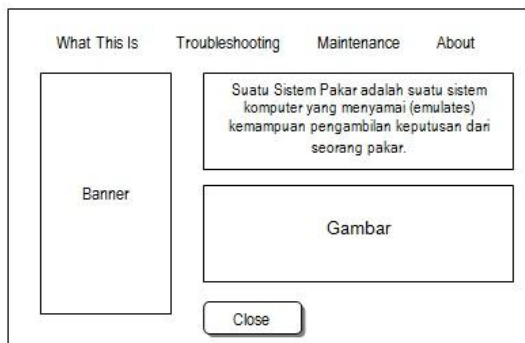 What This Is Troubleshooting Maintenance About
Suatu Sistem Pakar adalah suatu sistem
komputer yang menyamai (emulates)
kemampuan pengambilan keputusan dari
seorang pakar.
Banner
Gambar
Close